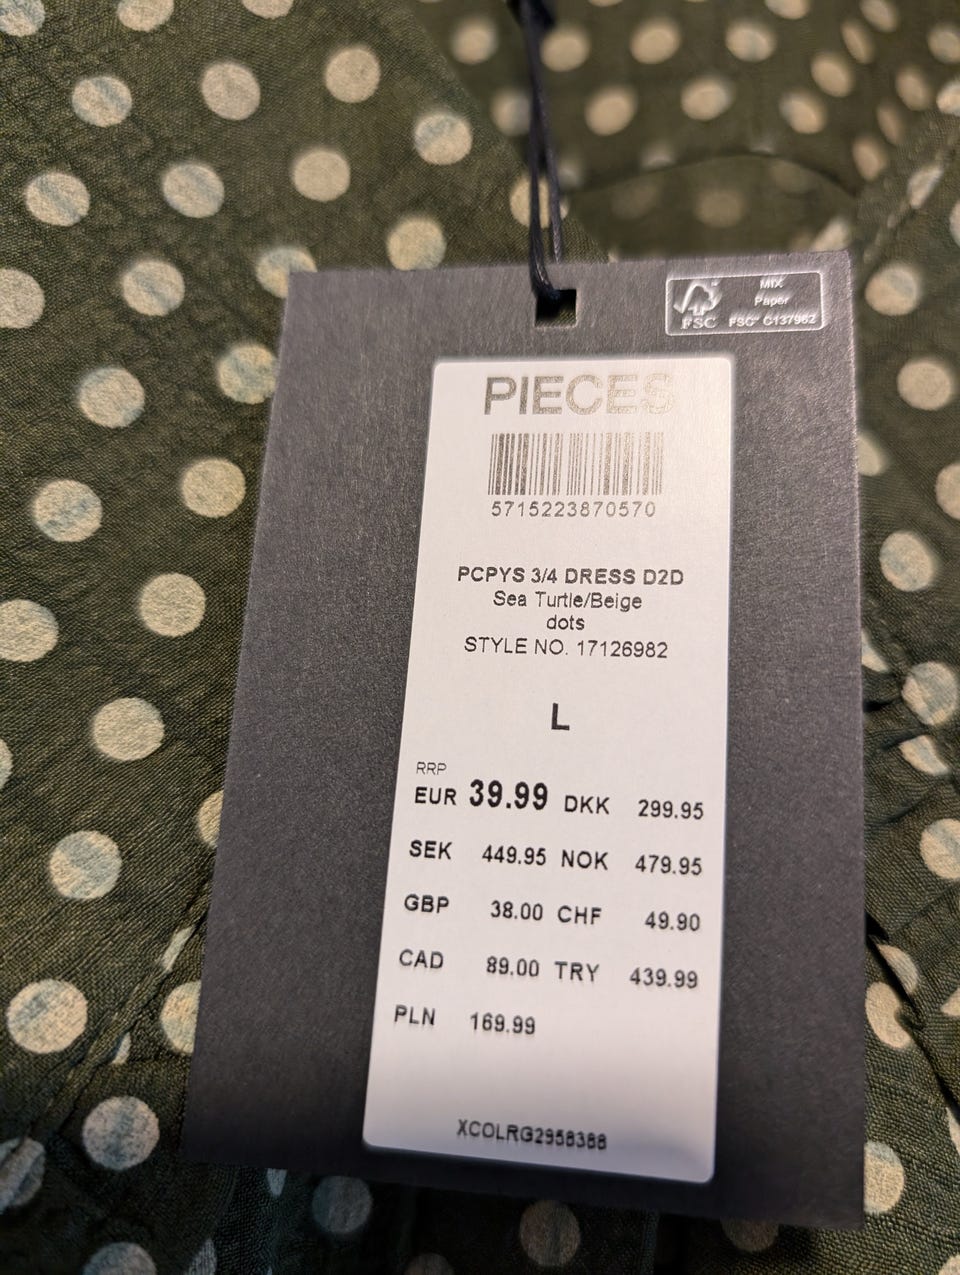 MIX
Paper
FSC FSC® C137962
PIECES
5715223870570
PCPYS 3/4 DRESS D2D
Sea Turtle/Beige
dots
STYLE NO. 17126982
L
RRP
EUR 39.99 DKK 299.95
SEK 449.95 NOK 479.95
GBP 38.00 CHF 49.90
CAD 89.00 TRY 439.99
PLN 169.99
XCOLRG2958388